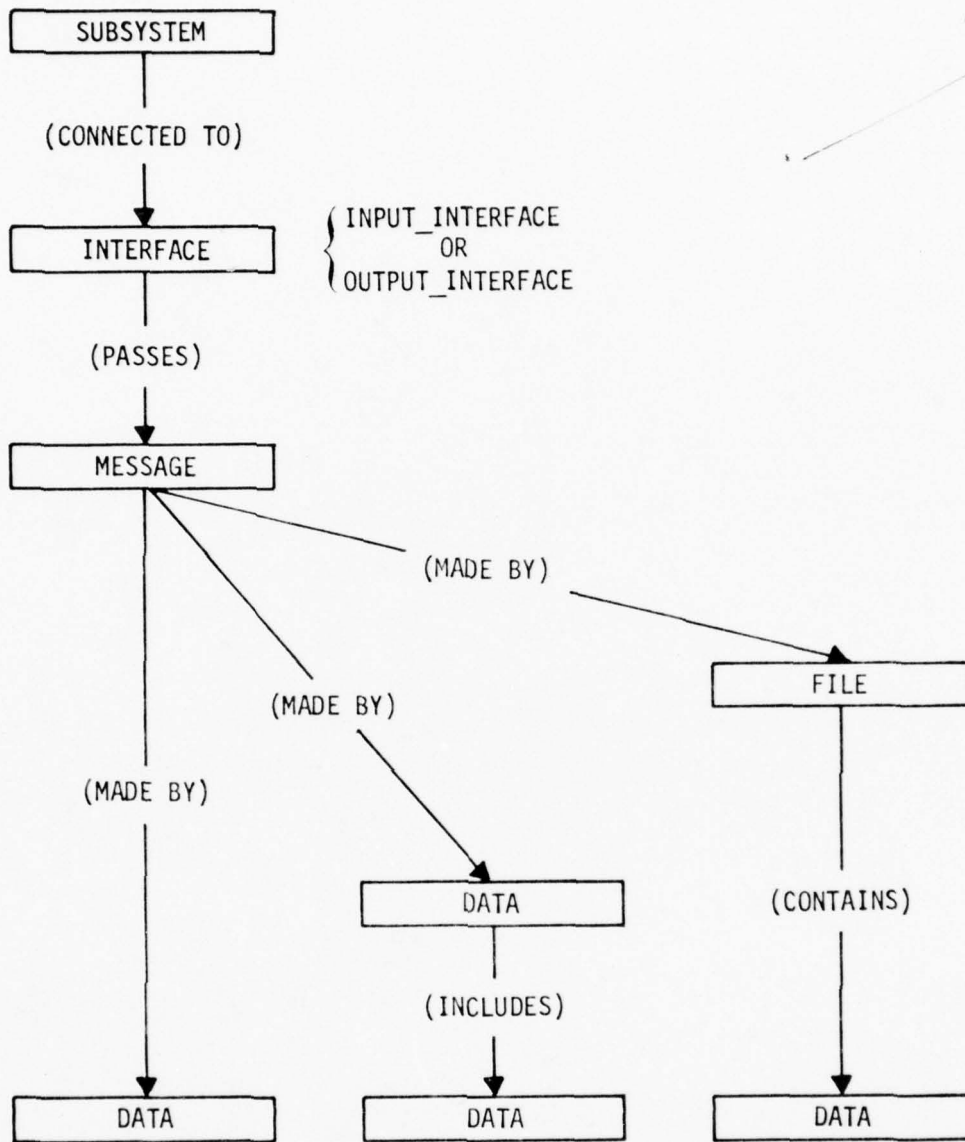 SUBSYSTEM
(CONNECTED TO)
INTERFACE
INPUT_INTERFACE
OR
OUTPUT_INTERFACE
(PASSES)
MESSAGE
(MADE BY)
FILE
(MADE BY)
(MADE BY)
DATA
(CONTAINS)
(INCLUDES)
DATA
DATA
DATA